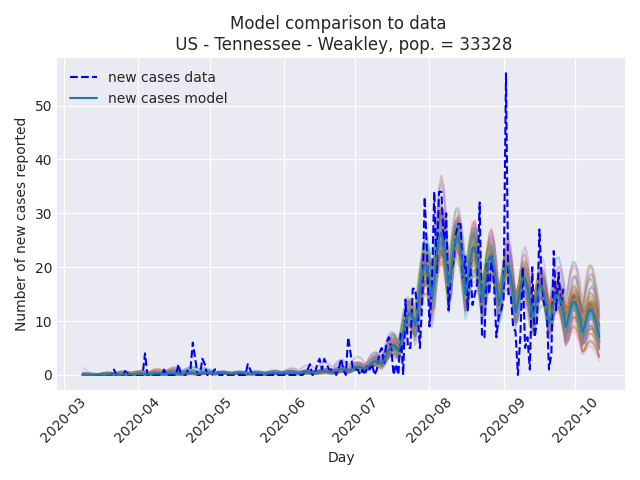 Model comparison to data
US - Tennessee - Weakley, pop. = 33328
new cases data
new cases model
Number of new cases reported
50
40
30
20
10
0
2020-03
2020-04
2020-05
2020-06
2020-07
2020-08
2020-09
2020-10
Day